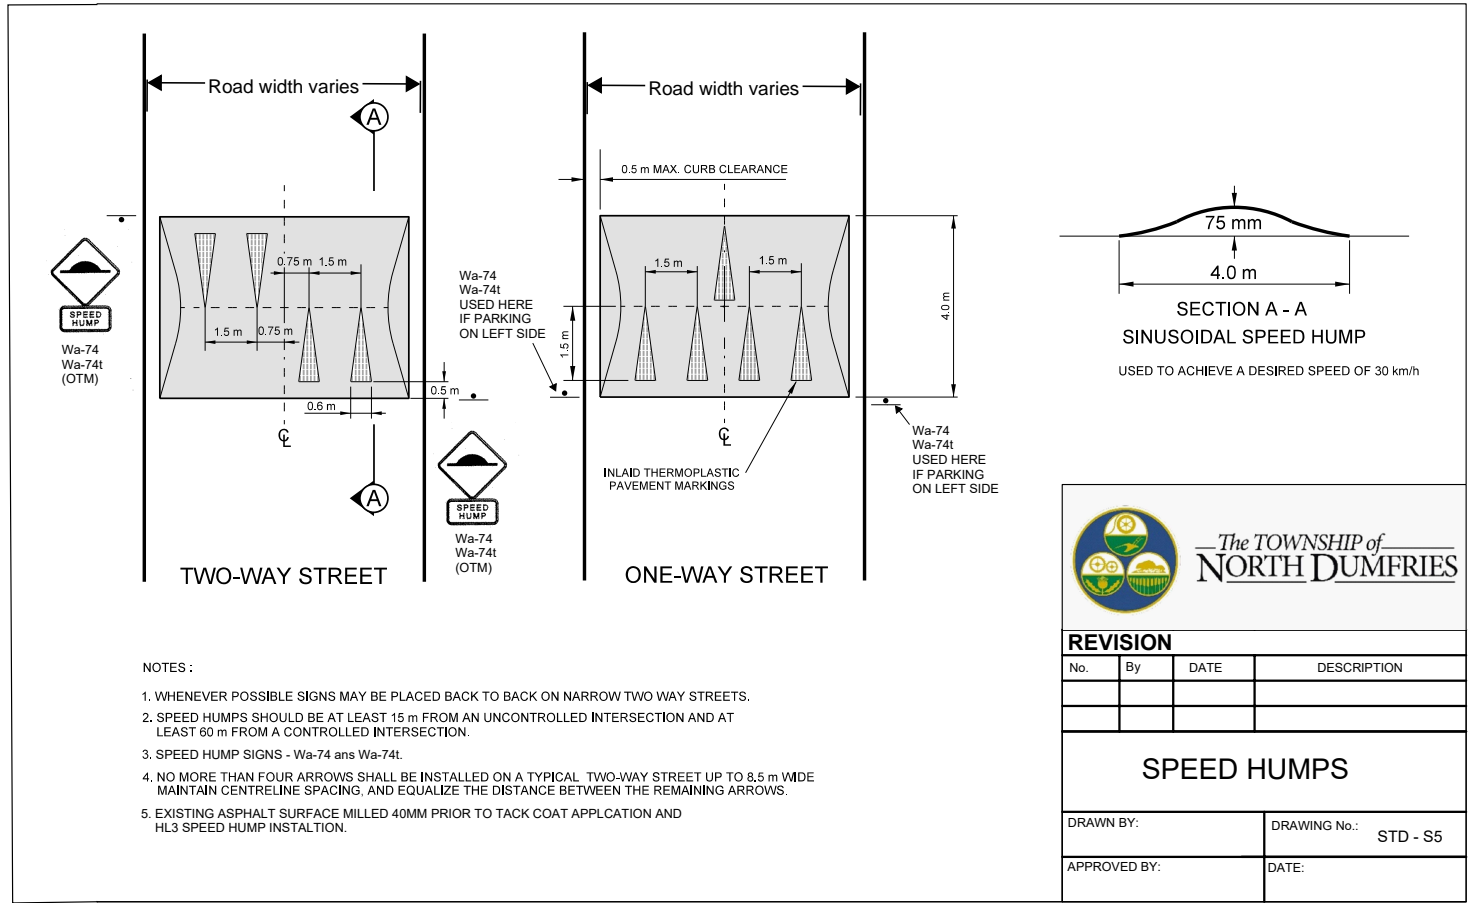 Road width varies
A
0.75 m
1.5 m
1.5 m
0.75 m
0.5 m
0.6 m
CL
A
SPEED
HUMP
Wa-74
Wa-74t
(OTM)
SPEED
HUMP
Wa-74
Wa-74t
(OTM)
TWO-WAY STREET
Road width varies
0.5 m MAX. CURB CLEARANCE
Wa-74
Wa-74t
USED HERE
IF PARKING
ON LEFT SIDE
1.5 m
1.5 m
1.5 m
4.0 m
CL
INLAID THERMOPLASTIC
PAVEMENT MARKINGS
Wa-74
Wa-74t
USED HERE
IF PARKING
ON LEFT SIDE
ONE-WAY STREET
75 mm
4.0 m
SECTION A - A
SINUSOIDAL SPEED HUMP
USED TO ACHIEVE A DESIRED SPEED OF 30 km/h
NOTES :
1. WHENEVER POSSIBLE SIGNS MAY BE PLACED BACK TO BACK ON NARROW TWO WAY STREETS.
2. SPEED HUMPS SHOULD BE AT LEAST 15 m FROM AN UNCONTROLLED INTERSECTION AND AT
LEAST 60 m FROM A CONTROLLED INTERSECTION.
3. SPEED HUMP SIGNS - Wa-74 ans Wa-74t.
4. NO MORE THAN FOUR ARROWS SHALL BE INSTALLED ON A TYPICAL TWO-WAY STREET UP TO 8.5 m WIDE
MAINTAIN CENTRELINE SPACING, AND EQUALIZE THE DISTANCE BETWEEN THE REMAINING ARROWS.
5. EXISTING ASPHALT SURFACE MILLED 40MM PRIOR TO TACK COAT APPLCATION AND
HL3 SPEED HUMP INSTALTION.
The TOWNSHIP of
NORTH DUMFRIES
REVISION
No. By DATE DESCRIPTION
SPEED HUMPS
DRAWN BY:
DRAWING No.: STD - S5
APPROVED BY:
DATE: